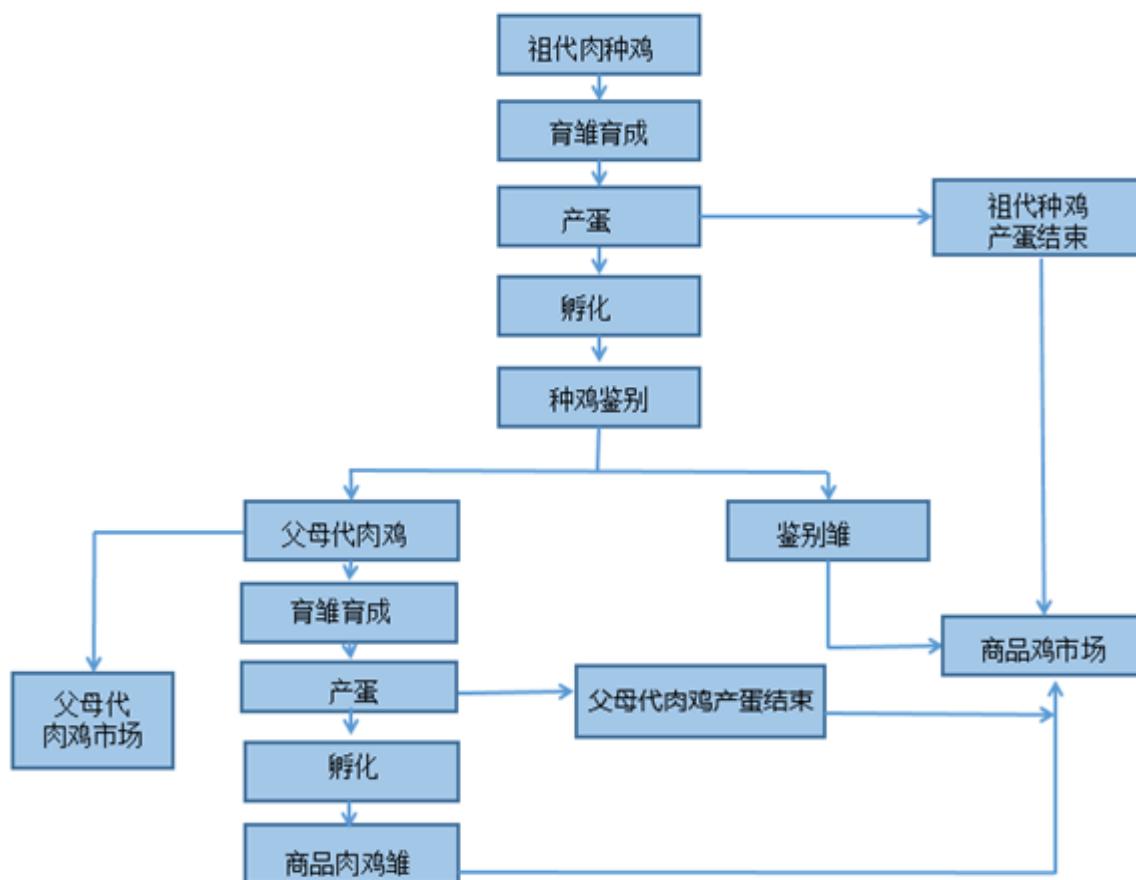 祖代肉种鸡
育雏育成
产蛋
祖代种鸡
产蛋结束
孵化
种鸡鉴别
父母代肉鸡
鉴别雏
育雏育成
商品鸡市场
产蛋
父母代肉鸡产蛋结束
父母代
肉鸡市场
孵化
商品肉鸡雏